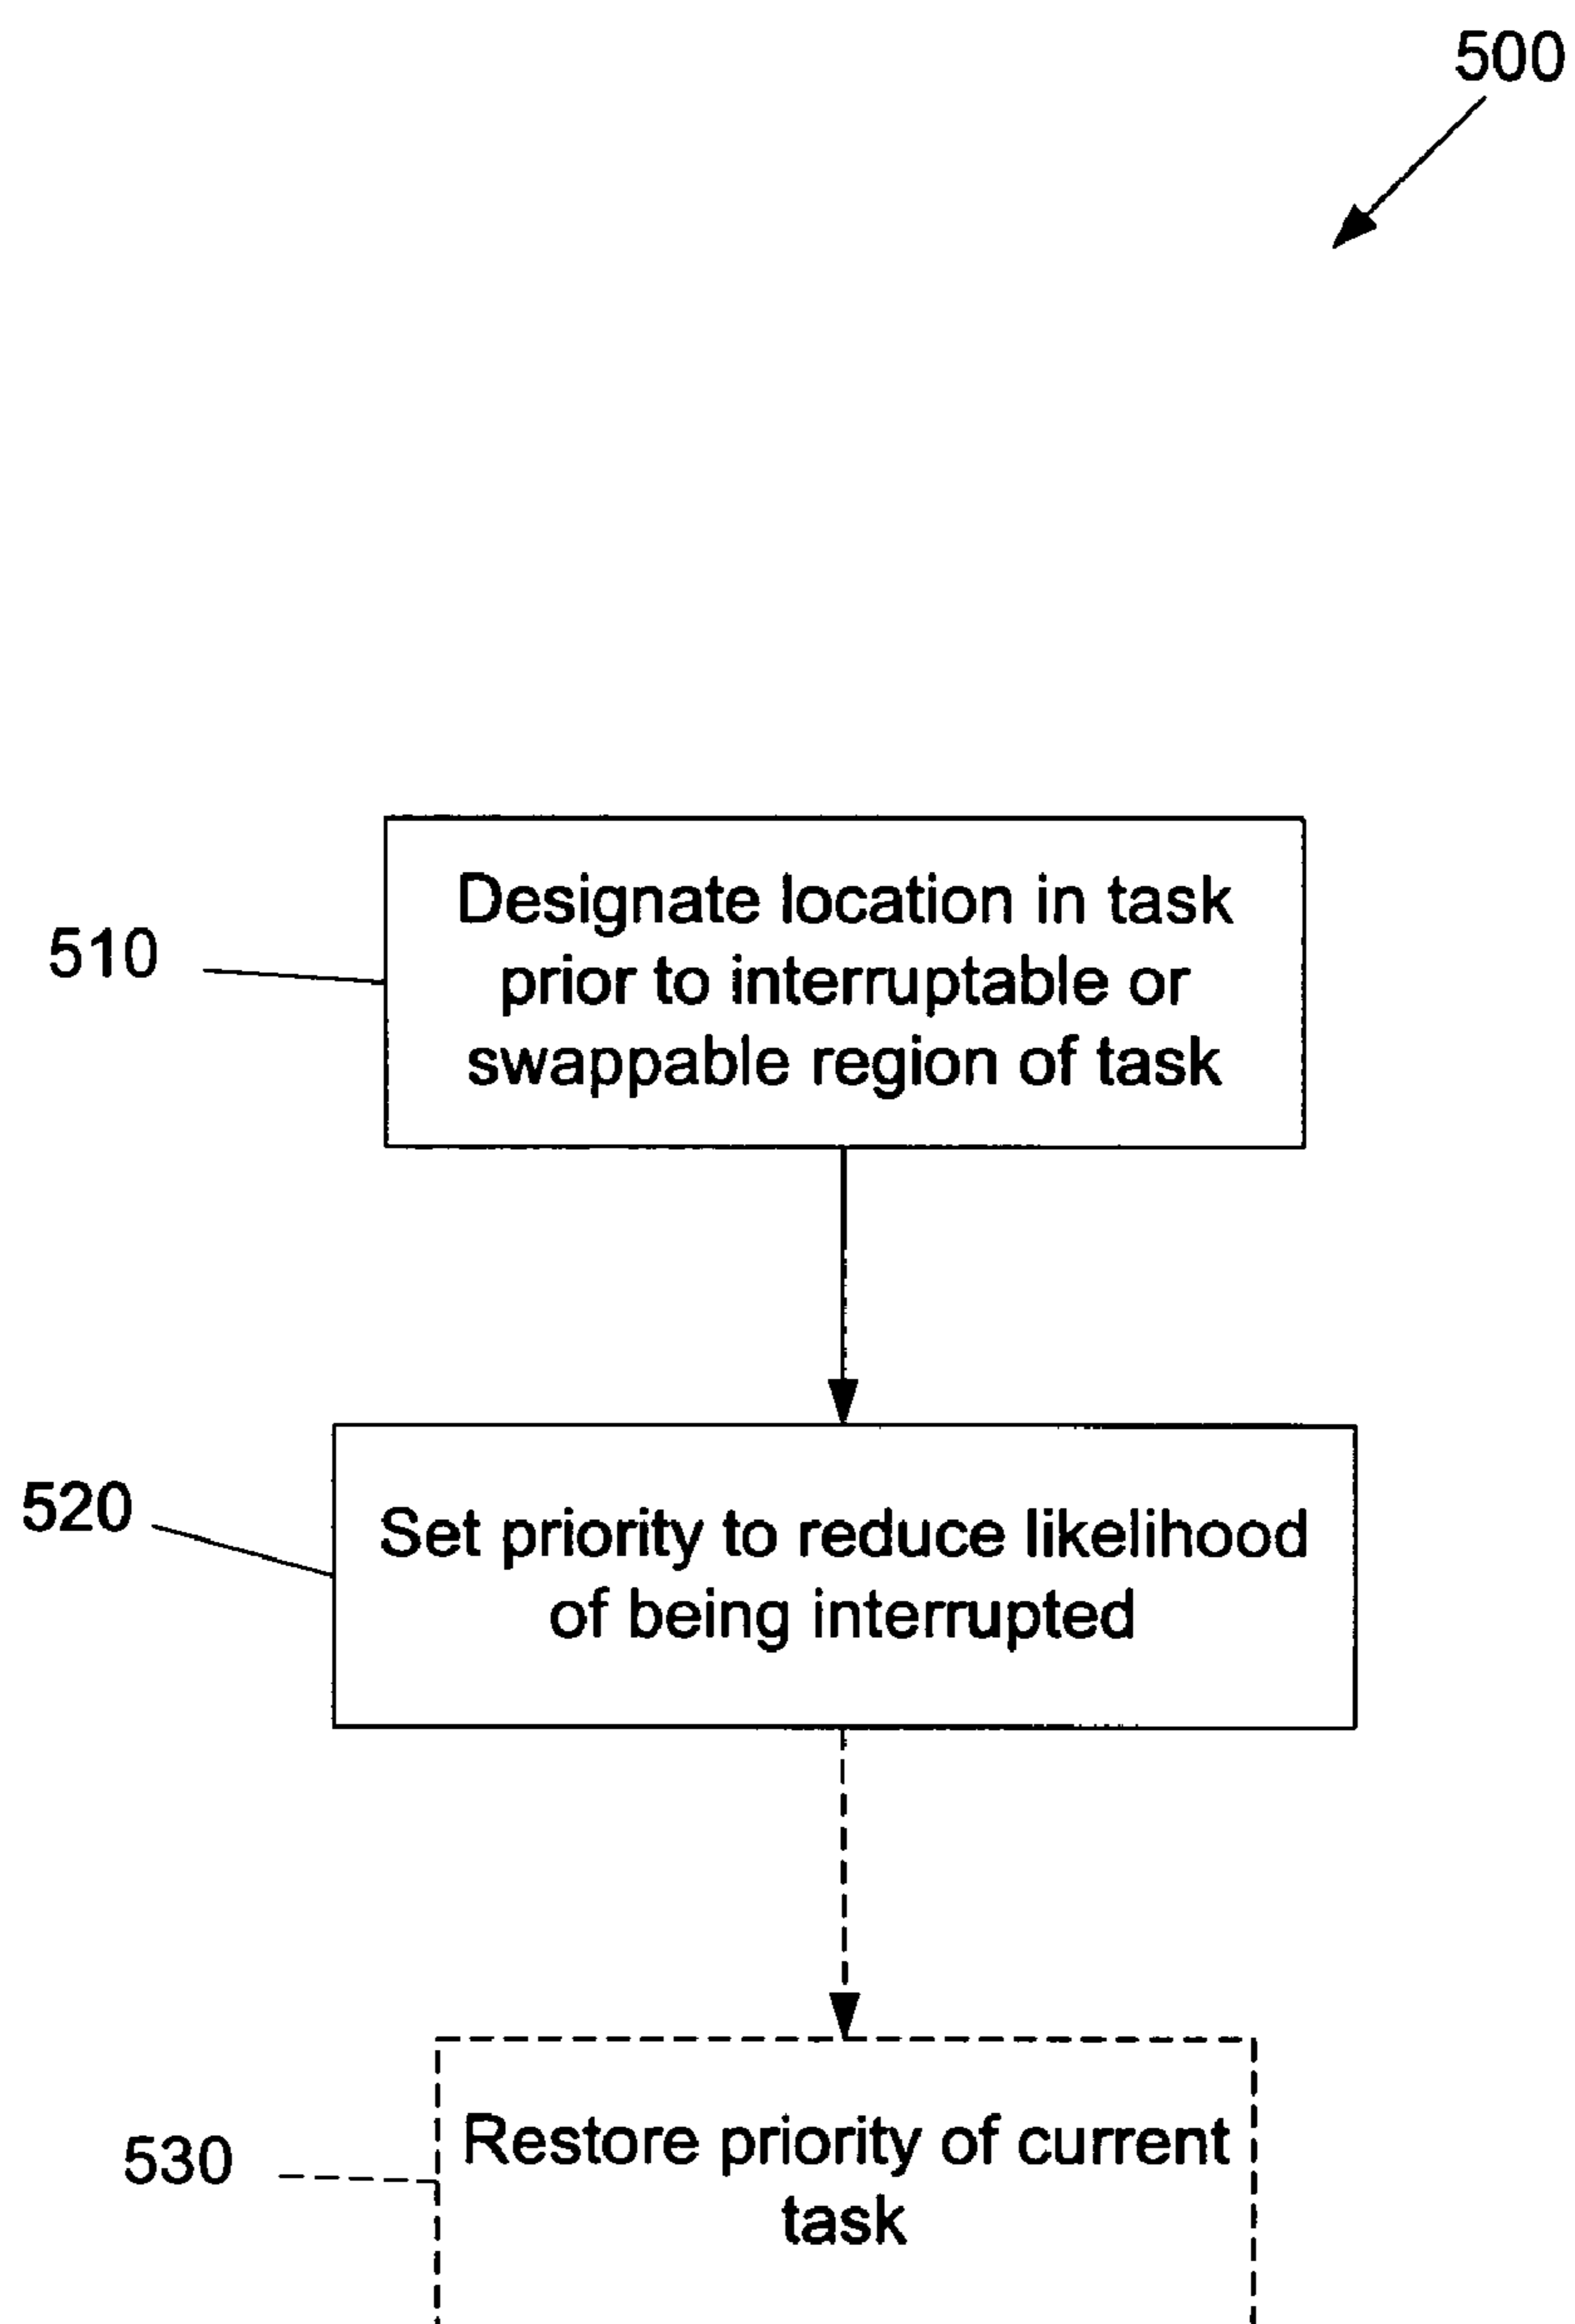 500
510
Designate location in task
prior to interruptable or
swappable region of task
520
Set priority to reduce likelihood
of being interrupted
530
Restore priority of current
task